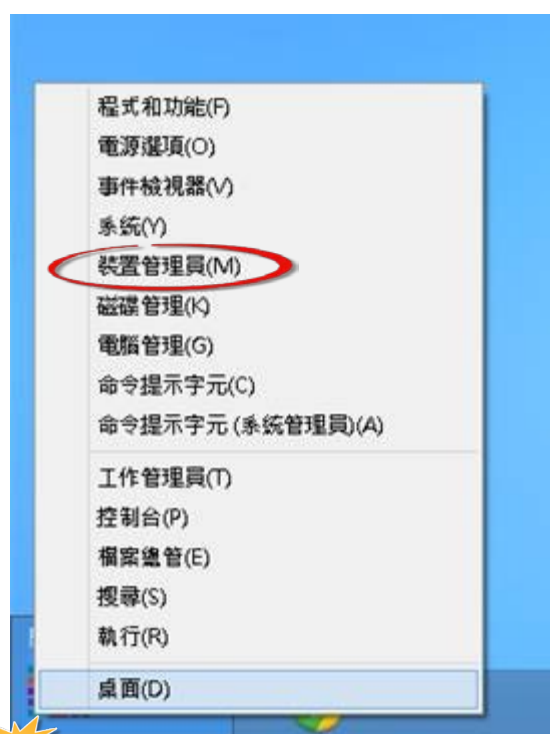 程式和功能(F)
電源選項(O)
事件檢視器(V)
系統(Y)
裝置管理員(M)
磁碟管理(K)
電腦管理(G)
命令提示字元(C)
命令提示字元 (系統管理員)(A)
工作管理員(T)
控制台(P)
檔案總管(E)
搜尋(S)
執行(R)
桌面(D)